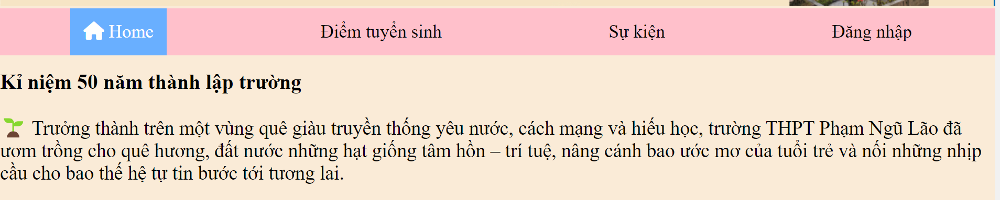 Home Điểm tuyển sinh Sự kiện Đăng nhập
Kỉ niệm 50 năm thành lập trường
Trưởng thành trên một vùng quê giàu truyền thống yêu nước, cách mạng và hiếu học, trường THPT Phạm Ngũ Lão đã
ươm trồng cho quê hương, đất nước những hạt giống tâm hồn – trí tuệ, nâng cánh bao ước mơ của tuổi trẻ và nối những nhịp
cầu cho bao thế hệ tự tin bước tới tương lai.